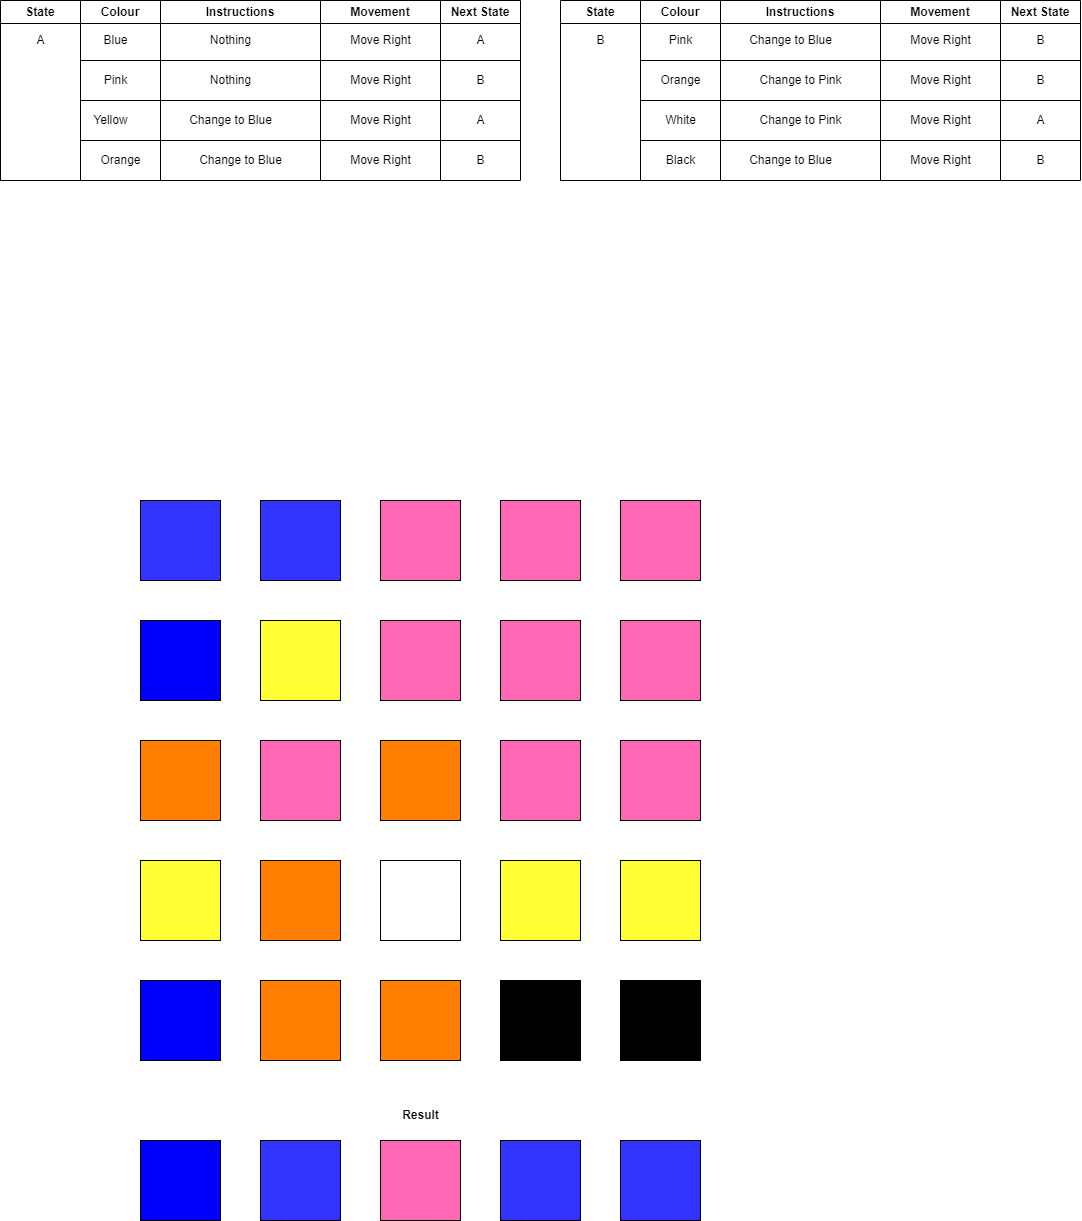 State Colour Instructions Movement Next State
A Blue Nothing Move Right A
Pink Nothing Move Right B
Yellow Change to Blue Move Right A
Orange Change to Blue Move Right B
State Colour Instructions Movement Next State
B Pink Change to Blue Move Right B
Orange Change to Pink Move Right B
White Change to Pink Move Right A
Black Change to Blue Move Right B
Result